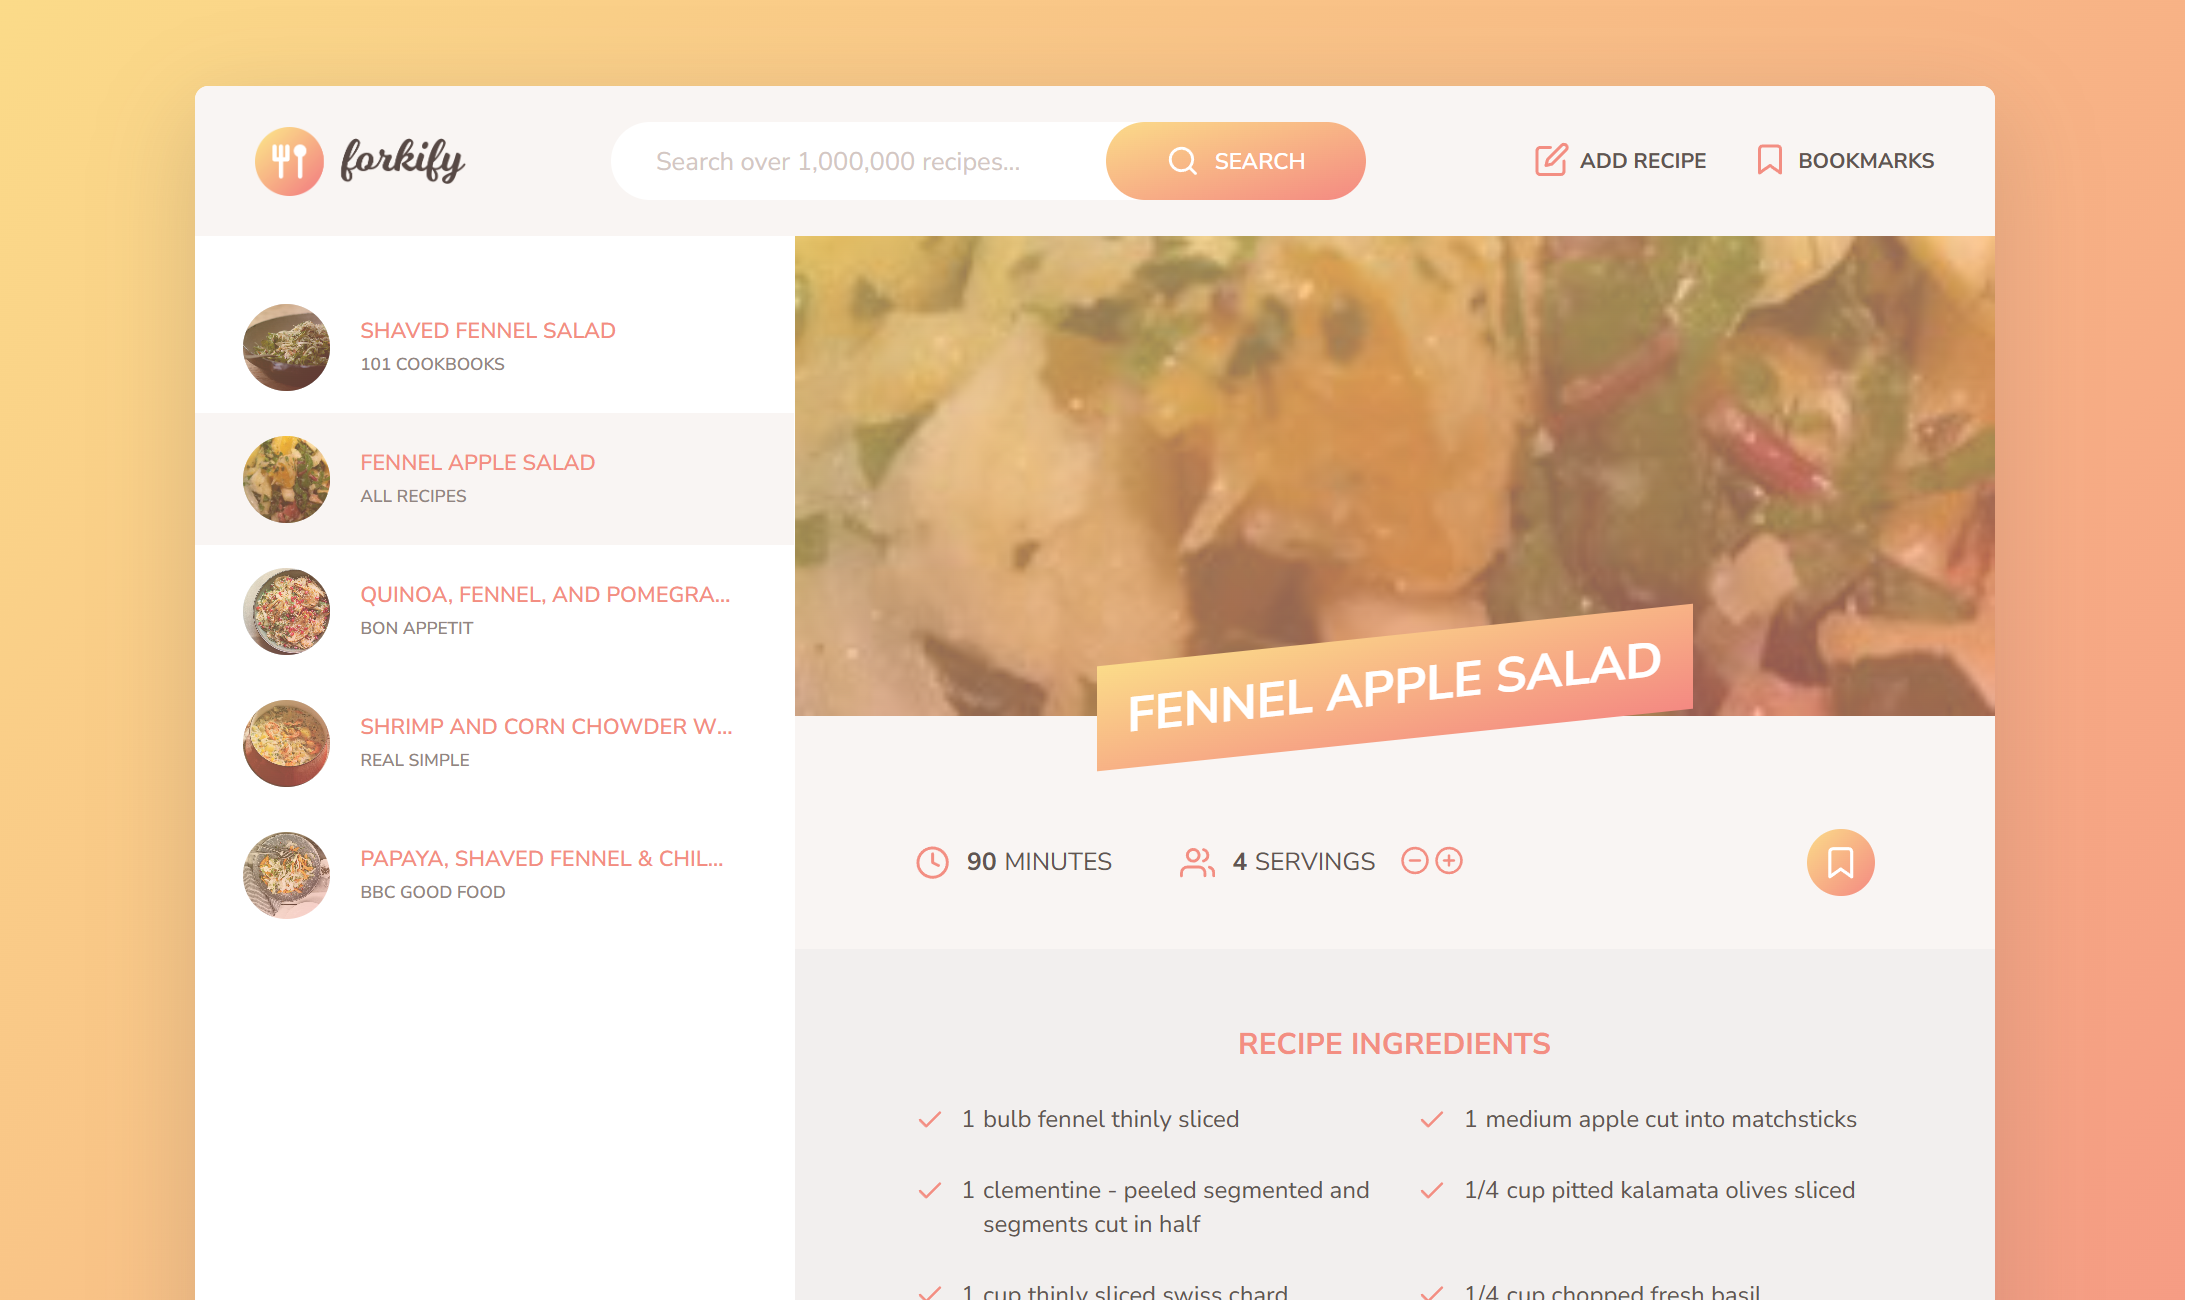 forkify
Search over 1,000,000 recipes...
SEARCH
ADD RECIPE
BOOKMARKS
SHAVED FENNEL SALAD
101 COOKBOOKS
FENNEL APPLE SALAD
ALL RECIPES
QUINOA, FENNEL, AND POMEGRA...
BON APPETIT
SHRIMP AND CORN CHOWDER W...
REAL SIMPLE
PAPAYA, SHAVED FENNEL & CHIL...
BBC GOOD FOOD
FENNEL APPLE SALAD
90 MINUTES
4 SERVINGS
RECIPE INGREDIENTS
1 bulb fennel thinly sliced
1 medium apple cut into matchsticks
1 clementine - peeled segmented and
segments cut in half
1/4 cup pitted kalamata olives sliced
1 cup thinly sliced swiss chard
1/4 cup chopped fresh basil